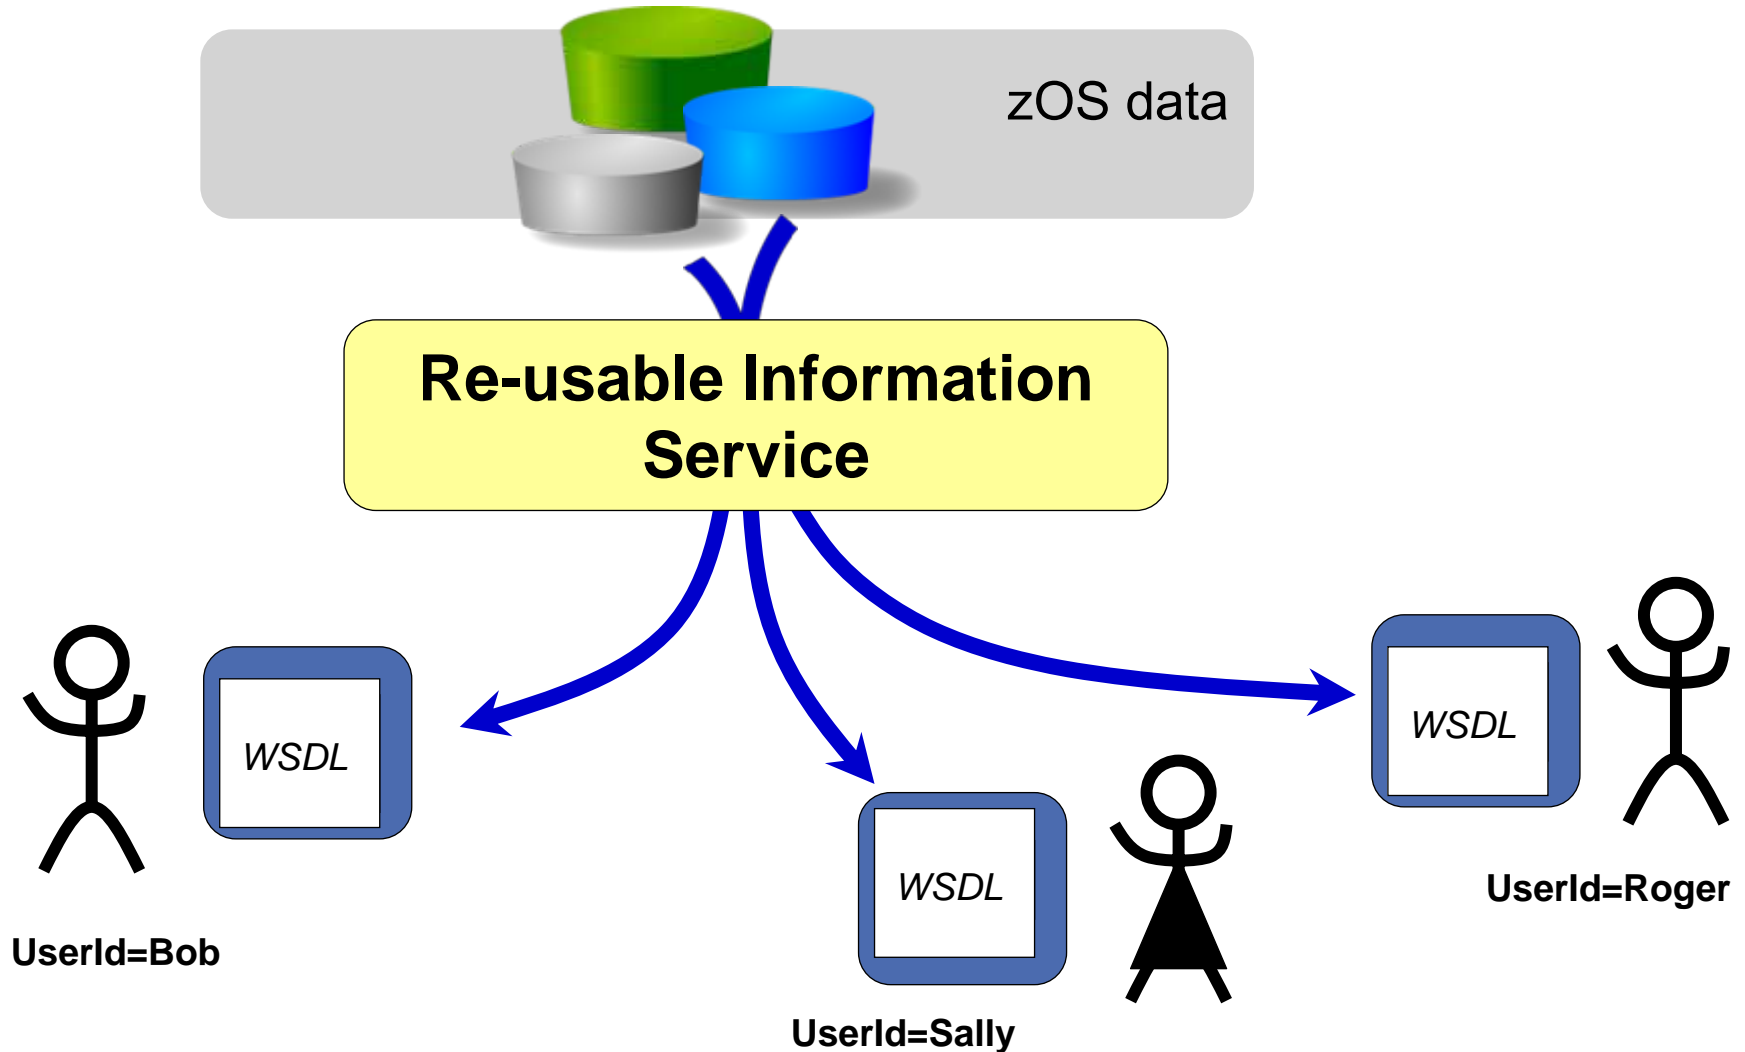 zOS data
Re-usable Information
Service
WSDL
WSDL
WSDL
UserId=Roger
UserId=Bob
UserId=Sally